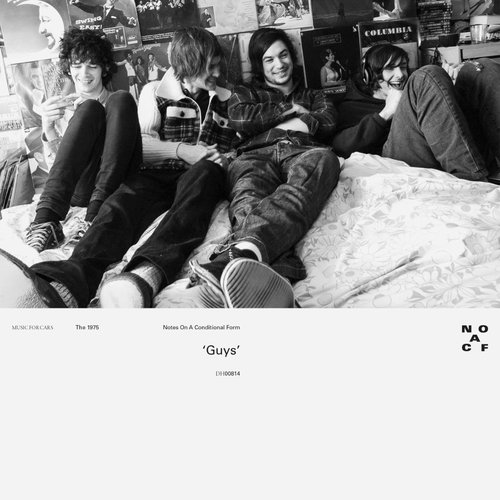 SWING
EASY!
COLUMBIA
MUSIC FOR CARS
The 1975
Notes On A Conditional Form
N O
A
C F
‘Guys’
DH00814